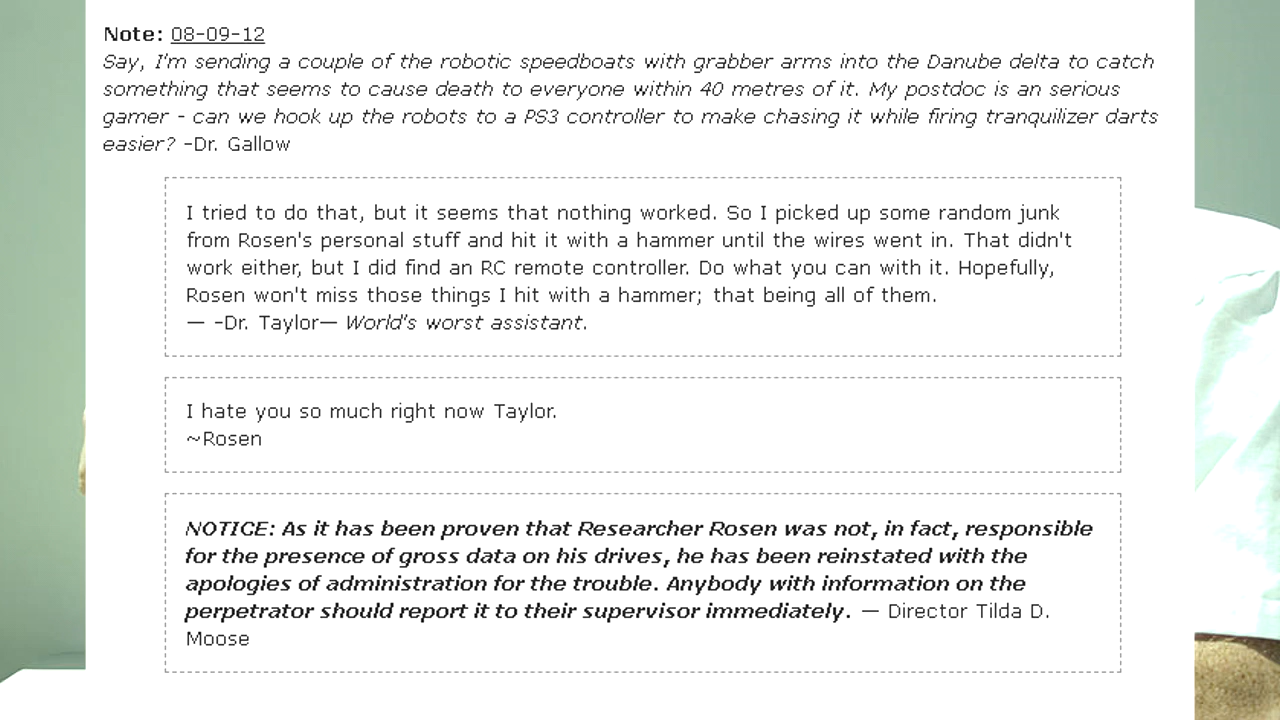 Note: 08-09-12
Say, I'm sending a couple of the robotic speedboats with grabber arms into the Danube delta to catch
something that seems to cause death to everyone within 40 metres of it. My postdoc is an serious
gamer - can we hook up the robots to a PS3 controller to make chasing it while firing tranquilizer darts
easier? -Dr. Gallow
I tried to do that, but it seems that nothing worked. So I picked up some random junk
from Rosen's personal stuff and hit it with a hammer until the wires went in. That didn't
work either, but I did find an RC remote controller. Do what you can with it. Hopefully,
Rosen won't miss those things I hit with a hammer; that being all of them.
— -Dr. Taylor— World's worst assistant.
I hate you so much right now Taylor.
~Rosen
NOTICE: As it has been proven that Researcher Rosen was not, in fact, responsible
for the presence of gross data on his drives, he has been reinstated with the
apologies of administration for the trouble. Anybody with information on the
perpetrator should report it to their supervisor immediately. — Director Tilda D.
Moose